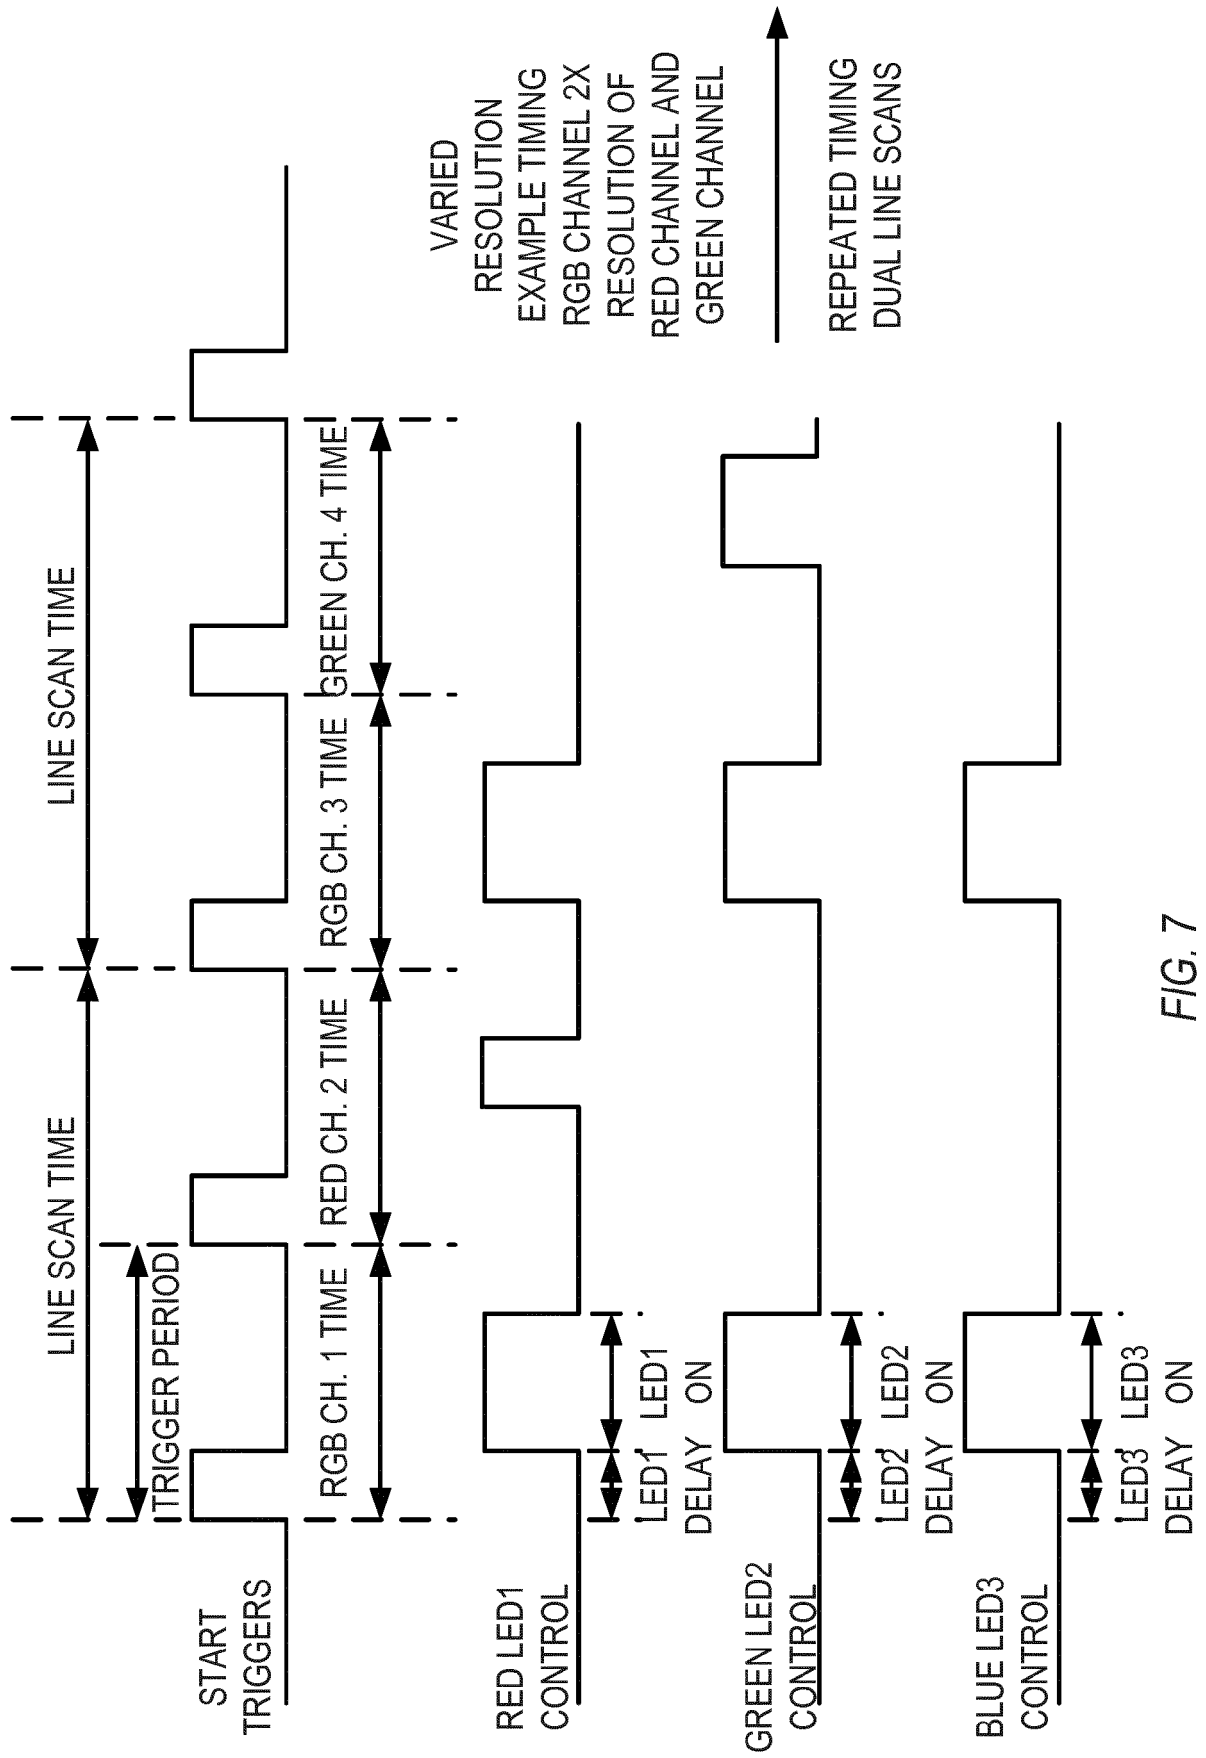 LINE SCAN TIME
LINE SCAN TIME
TRIGGER PERIOD
START
TRIGGERS
RGB CH. 1 TIME
RED CH. 2 TIME
RGB CH. 3 TIME
GREEN CH. 4 TIME
VARIED
RESOLUTION
EXAMPLE TIMING
RGB CHANNEL 2X
RESOLUTION OF
RED CHANNEL AND
GREEN CHANNEL
RED LED1
CONTROL
LED1
DELAY
LED1
ON
GREEN LED2
CONTROL
LED2
DELAY
LED2
ON
REPEATED TIMING
DUAL LINE SCANS
BLUE LED3
CONTROL
LED3
DELAY
LED3
ON
FIG. 7